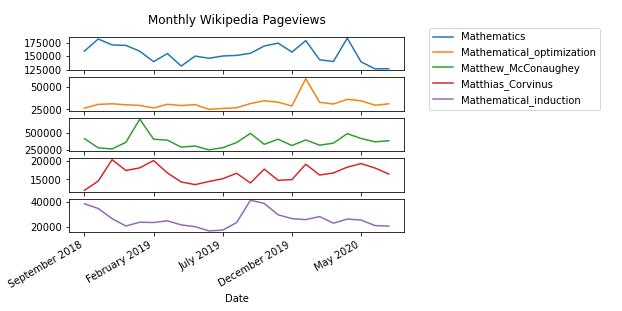 Monthly Wikipedia Pageviews
Mathematics
Mathematical_optimization
Matthew_McConaughey
Matthias_Corvinus
Mathematical_induction
175000
150000
125000
50000
25000
500000
250000
20000
15000
40000
20000
September 2018
February 2019
July 2019
December 2019
May 2020
Date